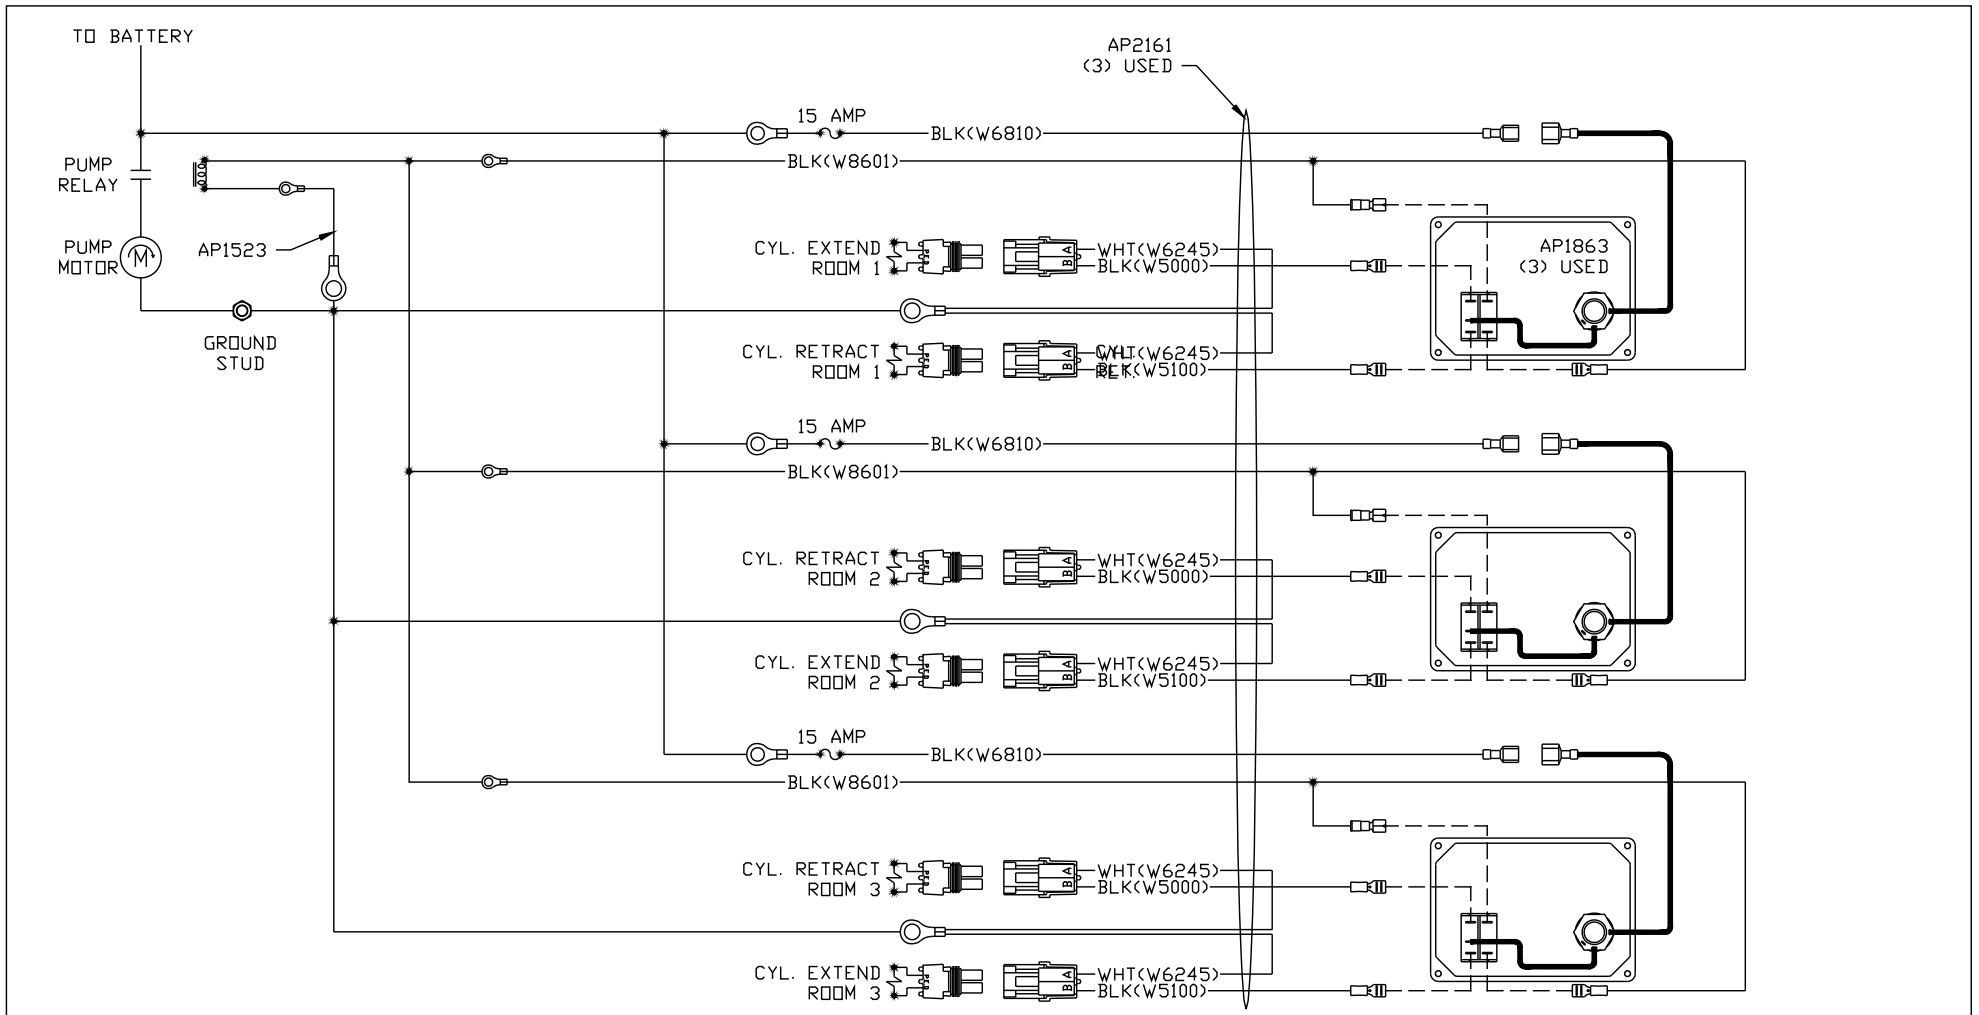 TO BATTERY
AP2161
(3) USED
15 AMP
BLK(W6810)
PUMP
RELAY
BLK(W8601)
PUMP
MOTOR
M
AP1523
CYL. EXTEND
ROOM 1
A
B
WHT(W6245)
BLK(W5000)
AP1863
(3) USED
GROUND
STUD
CYL. RETRACT
ROOM 1
A
B
WHT(W6245)
BLK(W5100)
CYL.
RET.
15 AMP
BLK(W6810)
BLK(W8601)
CYL. RETRACT
ROOM 2
A
B
WHT(W6245)
BLK(W5000)
CYL. EXTEND
ROOM 2
A
B
WHT(W6245)
BLK(W5100)
15 AMP
BLK(W6810)
BLK(W8601)
CYL. RETRACT
ROOM 3
A
B
WHT(W6245)
BLK(W5000)
CYL. EXTEND
ROOM 3
A
B
WHT(W6245)
BLK(W5100)